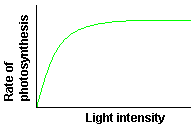 Rate of
photosynthesis
Light intensity